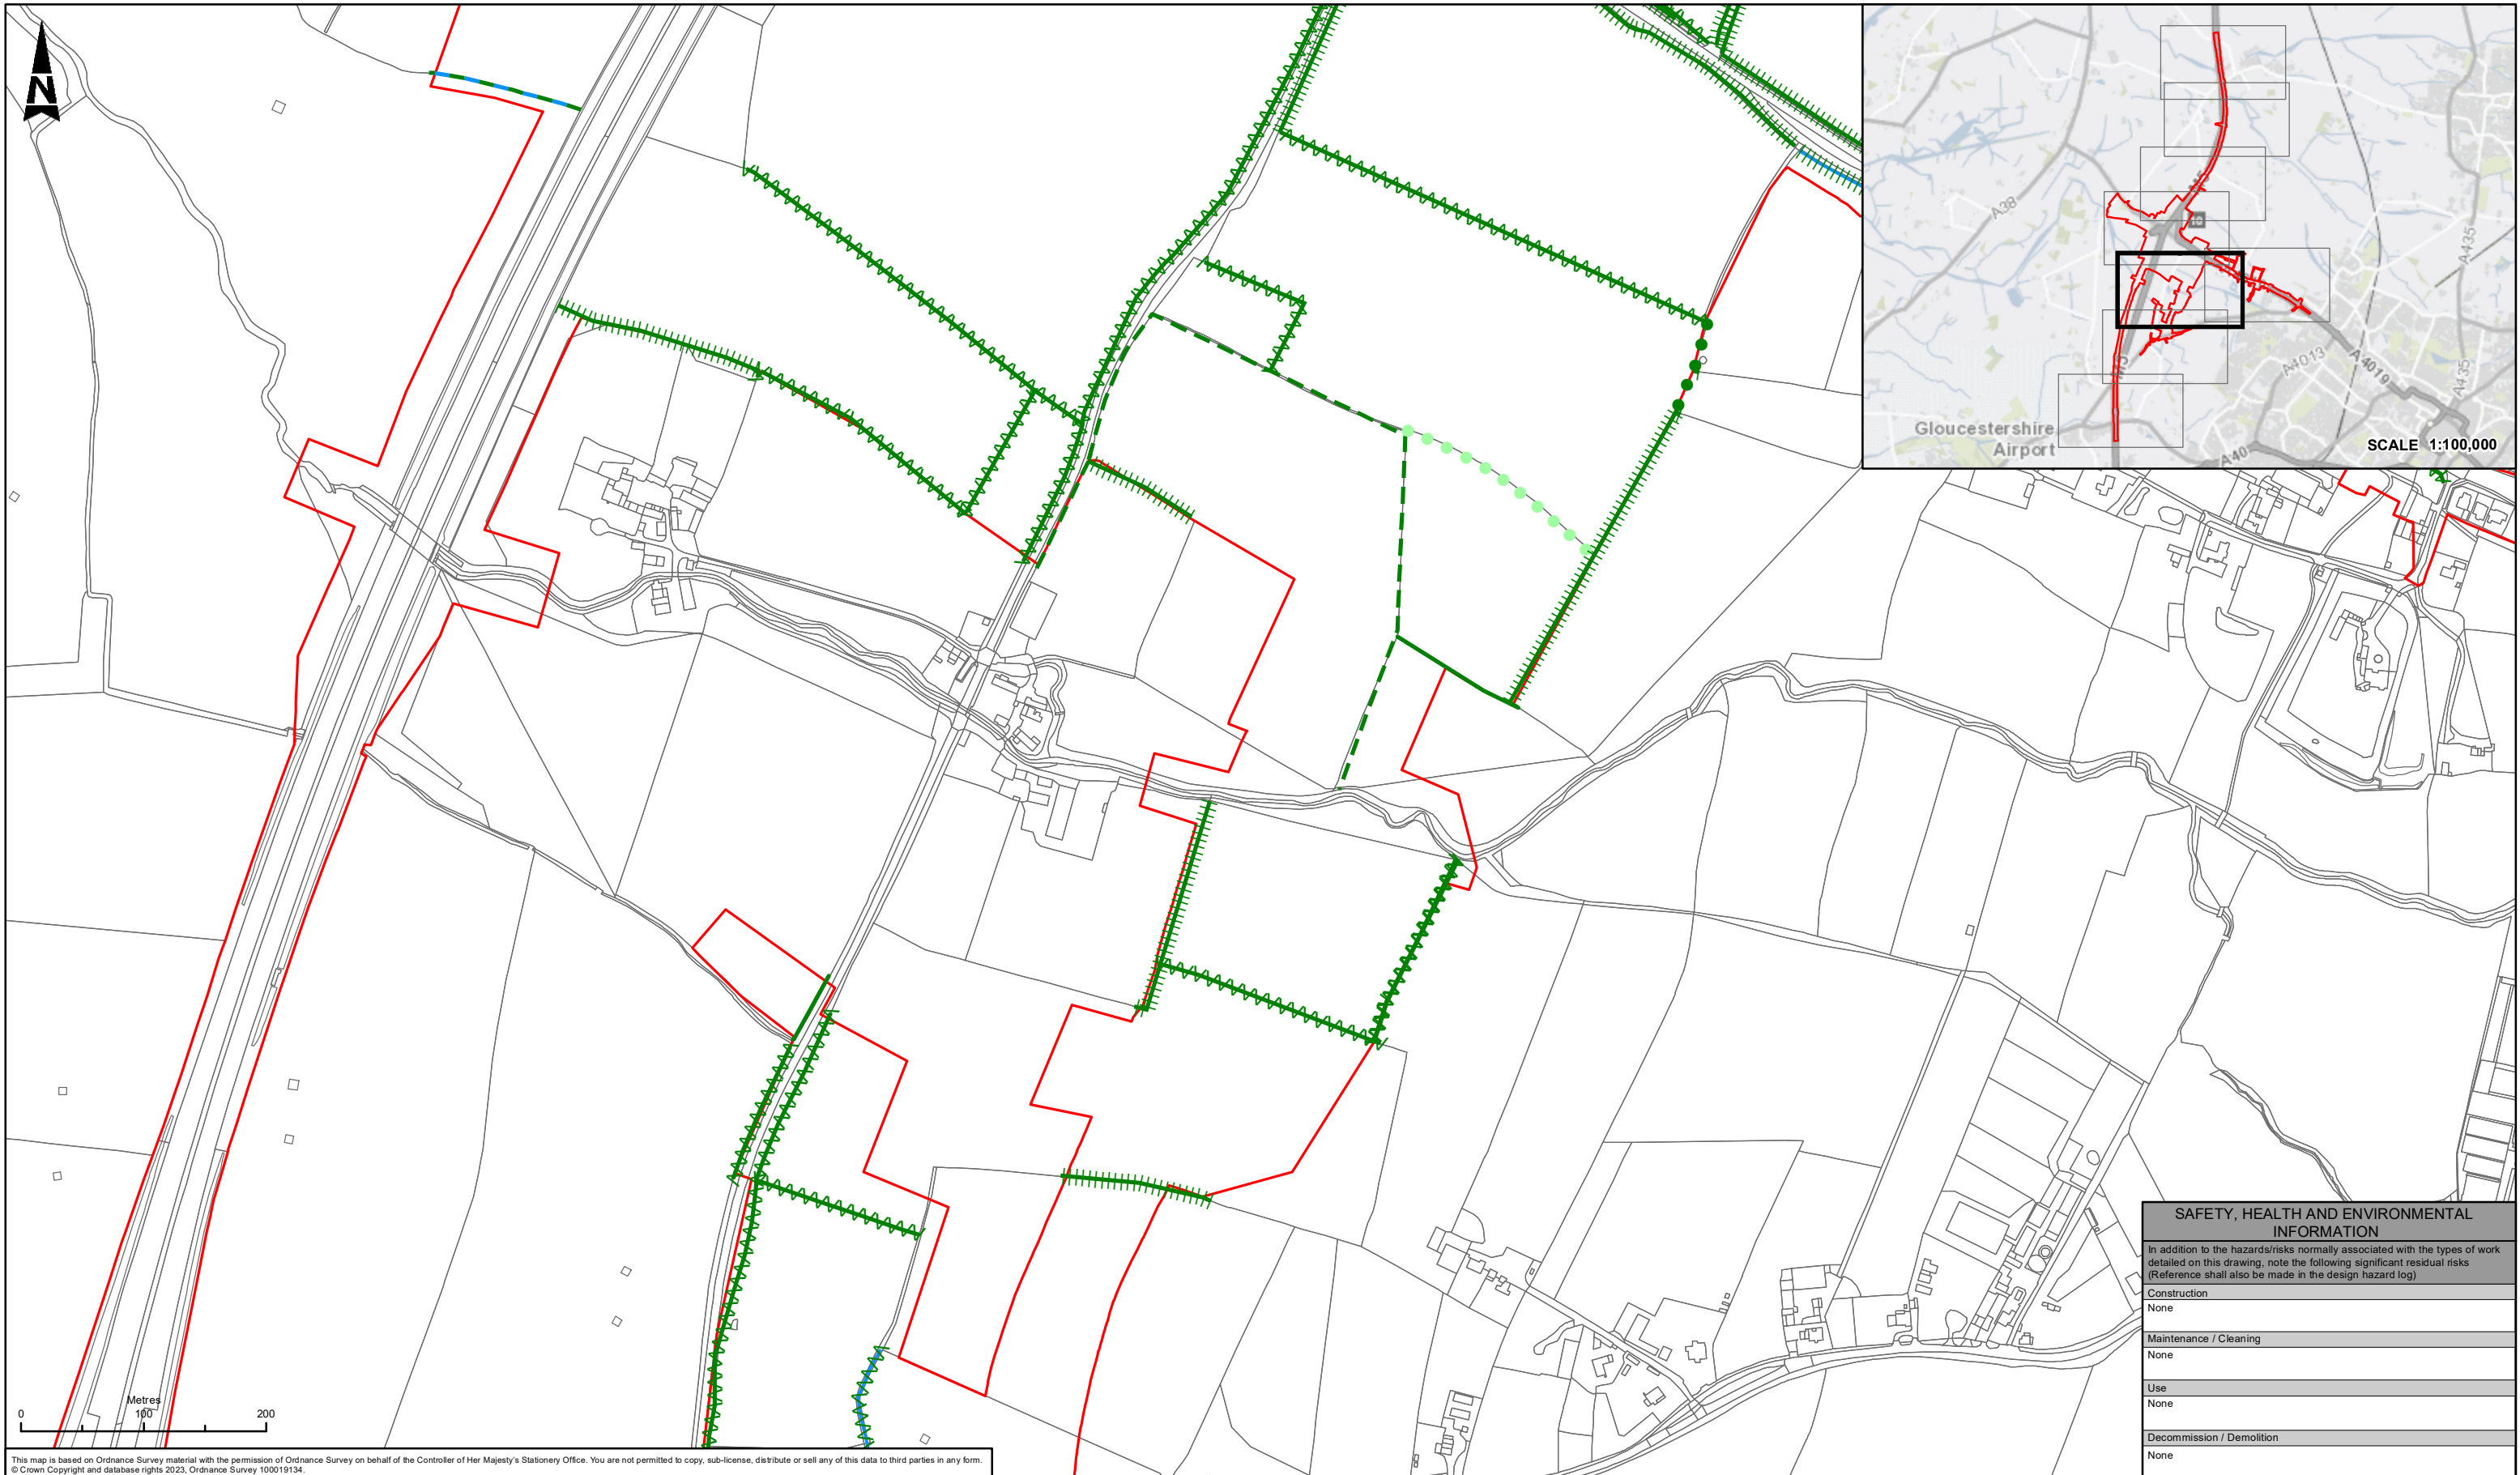 N
A38
M5
A435
A435
A4013
A4019
M5
Gloucestershire
Airport
A40
SCALE 1:100,000
SAFETY, HEALTH AND ENVIRONMENTAL
INFORMATION
In addition to the hazards/risks normally associated with the types of work
detailed on this drawing, note the following significant residual risks
(Reference shall also be made in the design hazard log)
Construction
None
Maintenance / Cleaning
None
Use
None
Decommission / Demolition
None
Metres
0 100 200
This map is based on Ordnance Survey material with the permission of Ordnance Survey on behalf of the Controller of Her Majesty's Stationery Office. You are not permitted to copy, sub-license, distribute or sell any of this data to third parties in any form.
© Crown Copyright and database rights 2023, Ordnance Survey 100019134.